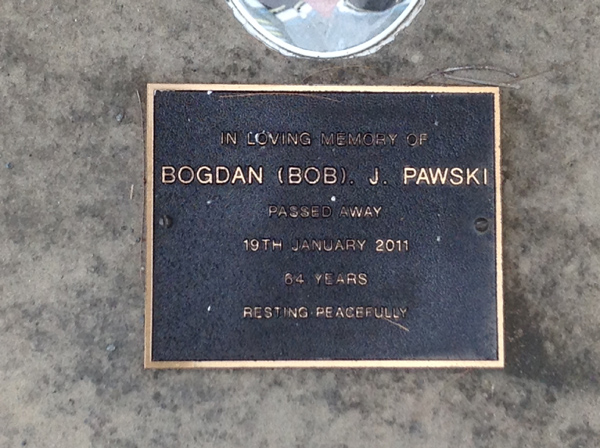 IN LOVING MEMORY OF
BOGDAN (BOB). J. PAWSKI
PASSED AWAY
19TH JANUARY 2011
64 YEARS
RESTING PEACEFULLY